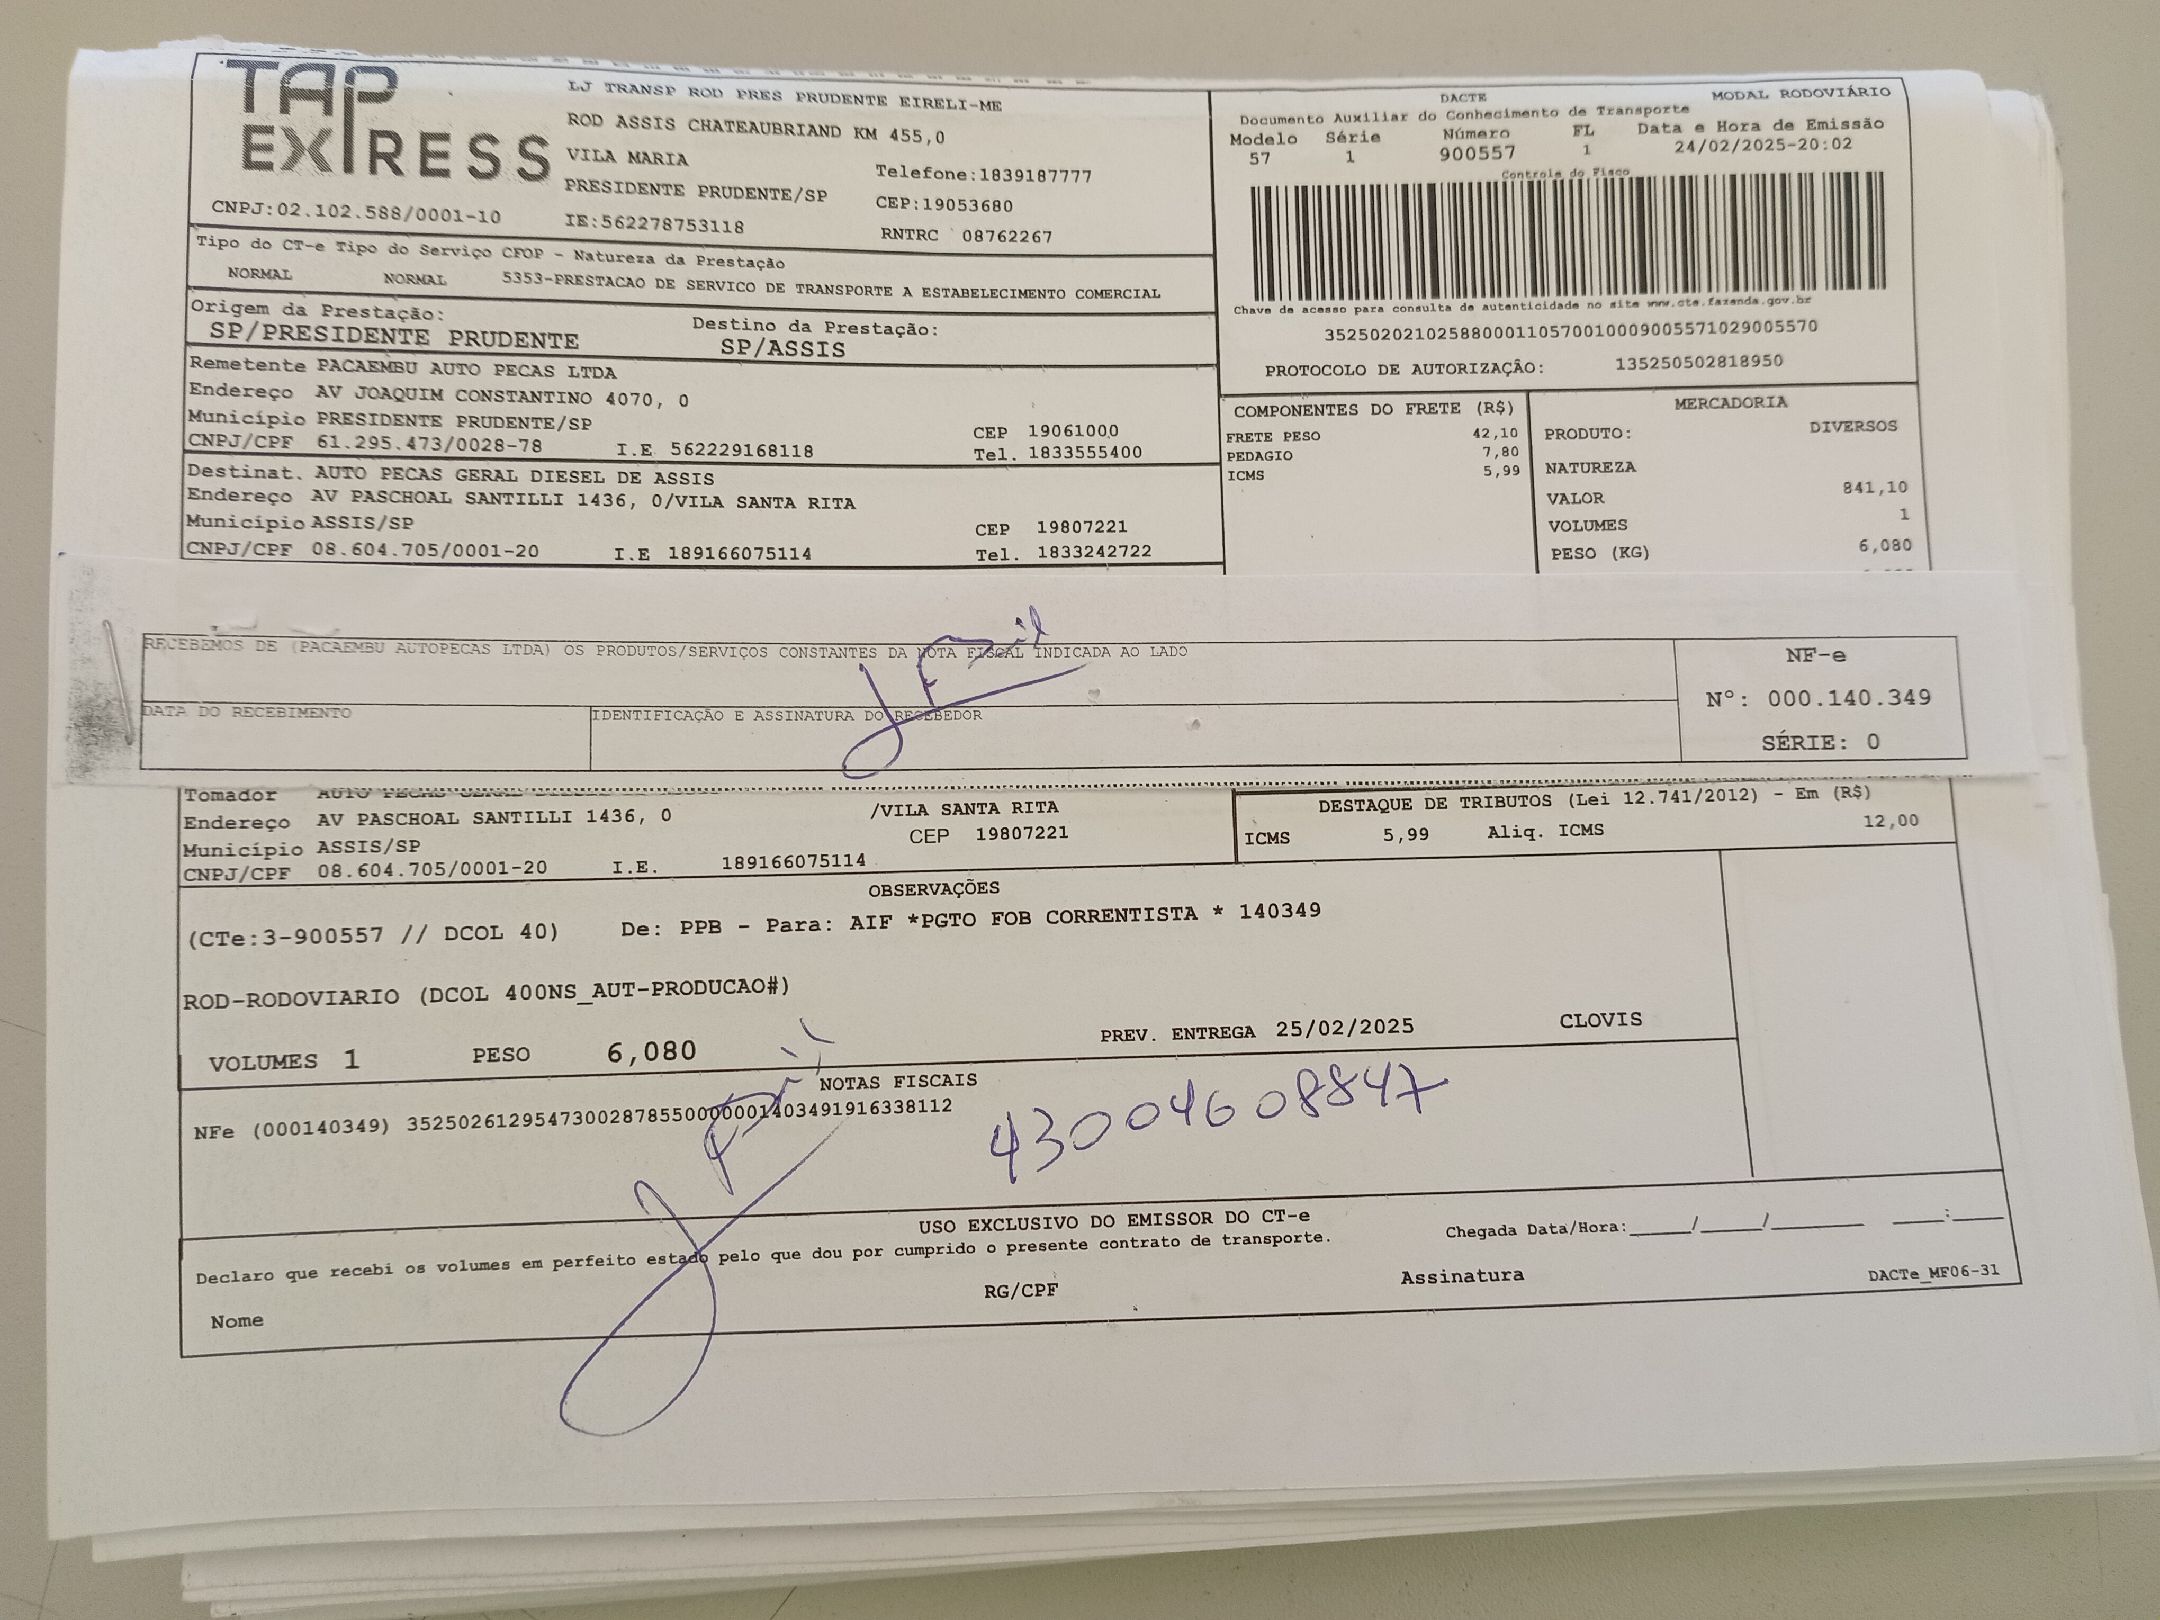 TAP EXPRESS
LJ TRANSP ROD PRES PRUDENTE EIRELI-ME
ROD ASSIS CHATEAUBRIAND KM 455,0
VILA MARIA
Telefone:1839187777
PRESIDENTE PRUDENTE/SP
CEP:19053680
CNPJ:02.102.588/0001-10
IE:562278753118
RNTRC 08762267
DACTE
MODAL RODOVIÁRIO
Documento Auxiliar do Conhecimento de Transporte
Modelo Série Número FL Data e Hora de Emissão
57 1 900557 1 24/02/2025-20:02
Controle do Fisco
Chave de acesso para consulta de autenticidade no site www.cte.fazenda.gov.br
35250202102588000110570010009005571029005570
PROTOCOLO DE AUTORIZAÇÃO: 135250502818950
Tipo do CT-e Tipo do Serviço CFOP - Natureza da Prestação
NORMAL NORMAL 5353-PRESTACAO DE SERVICO DE TRANSPORTE A ESTABELECIMENTO COMERCIAL
Origem da Prestação: Destino da Prestação:
SP/PRESIDENTE PRUDENTE SP/ASSIS
Remetente PACAEMBU AUTO PECAS LTDA
Endereço AV JOAQUIM CONSTANTINO 4070, 0
Município PRESIDENTE PRUDENTE/SP CEP 19061000
CNPJ/CPF 61.295.473/0028-78 I.E 562229168118 Tel. 1833555400
Destinat. AUTO PECAS GERAL DIESEL DE ASSIS
Endereço AV PASCHOAL SANTILLI 1436, 0/VILA SANTA RITA
Município ASSIS/SP CEP 19807221
CNPJ/CPF 08.604.705/0001-20 I.E 189166075114 Tel. 1833242722
COMPONENTES DO FRETE (R$)
FRETE PESO 42,10
PEDAGIO 7,80
ICMS 5,99
MERCADORIA
PRODUTO: DIVERSOS
NATUREZA
VALOR 841,10
VOLUMES 1
PESO (KG) 6,080
RECEBEMOS DE (PACAEMBU AUTOPECAS LTDA) OS PRODUTOS/SERVIÇOS CONSTANTES DA NOTA FISCAL INDICADA AO LADO
DATA DO RECEBIMENTO
IDENTIFICAÇÃO E ASSINATURA DO RECEBEDOR
NF-e
Nº: 000.140.349
SÉRIE: 0
Tomador AUTO PECAS GERAL
Endereço AV PASCHOAL SANTILLI 1436, 0 /VILA SANTA RITA
Município ASSIS/SP CEP 19807221
CNPJ/CPF 08.604.705/0001-20 I.E. 189166075114
DESTAQUE DE TRIBUTOS (Lei 12.741/2012) - Em (R$)
ICMS 5,99 Aliq. ICMS 12,00
OBSERVAÇÕES
(CTe:3-900557 // DCOL 40) De: PPB - Para: AIF *PGTO FOB CORRENTISTA * 140349
ROD-RODOVIARIO (DCOL 400NS_AUT-PRODUCAO#)
VOLUMES 1 PESO 6,080 PREV. ENTREGA 25/02/2025 CLOVIS
NOTAS FISCAIS
NFe (000140349) 35250261295473002878550000001403491916338112
43004608847
USO EXCLUSIVO DO EMISSOR DO CT-e
Declaro que recebi os volumes em perfeito estado pelo que dou por cumprido o presente contrato de transporte.
Chegada Data/Hora:_____/_____/_______ ____:____
Nome RG/CPF Assinatura
DACTe_MF06-31